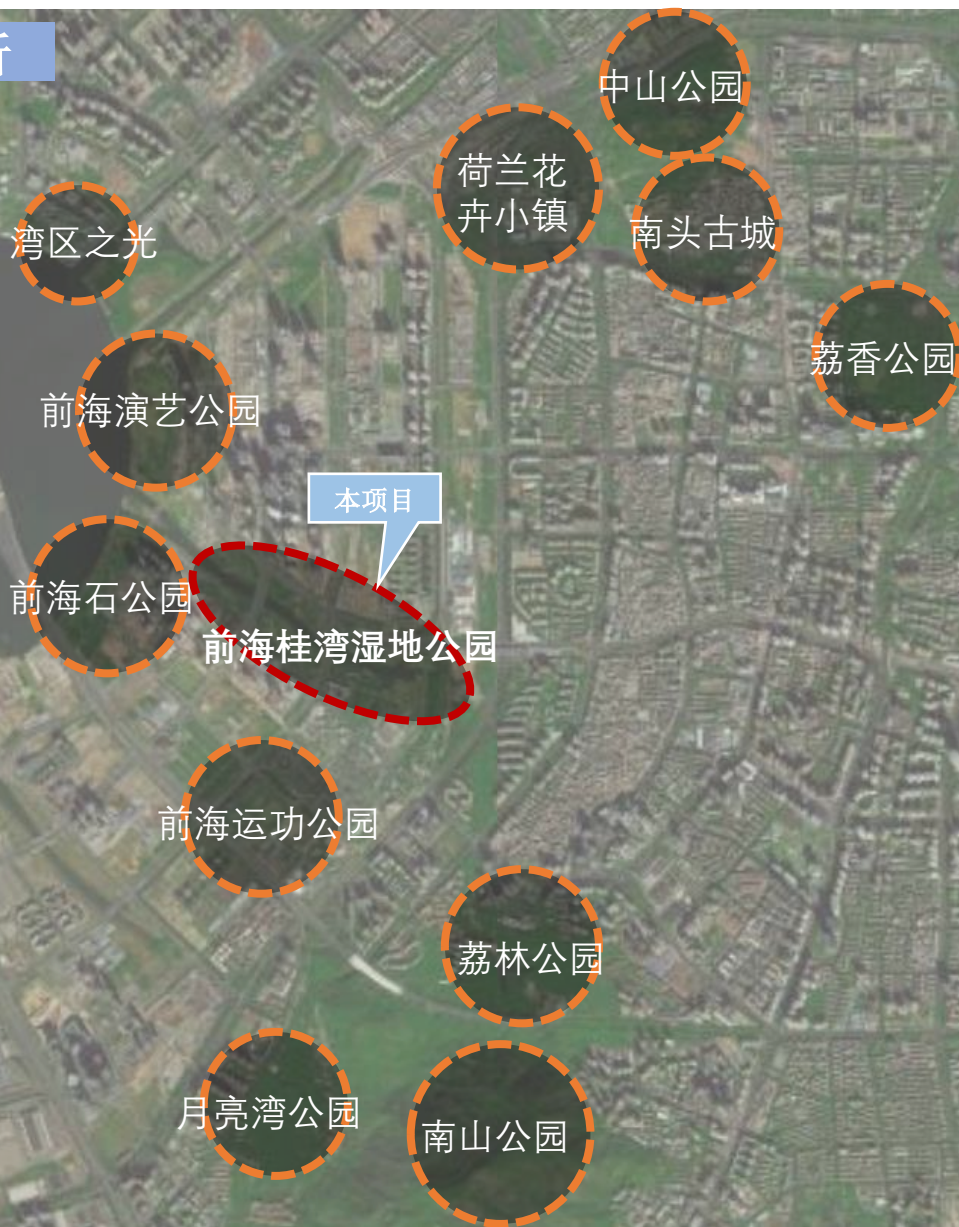 析
中山公园
荷兰花
卉小镇
南头古城
湾区之光
荔香公园
前海演艺公园
本项目
前海石公园
前海桂湾湿地公园
前海运功公园
荔林公园
月亮湾公园
南山公园